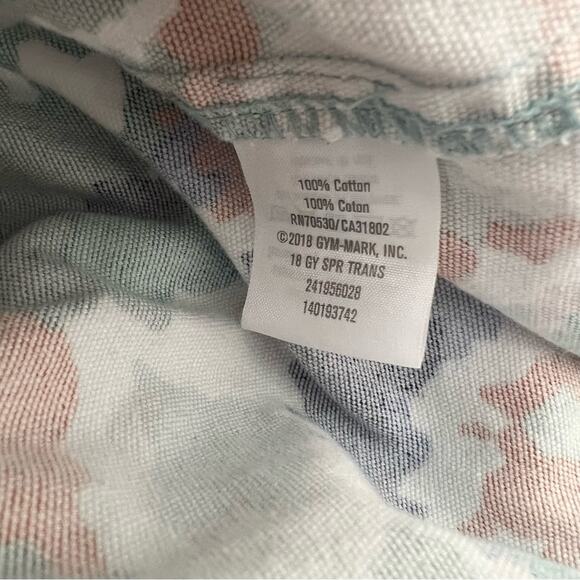 100% Cotton
100% Coton
RN70530/CA31802
©2018 GYM-MARK, INC.
18 GY SPR TRANS
241956028
140193742